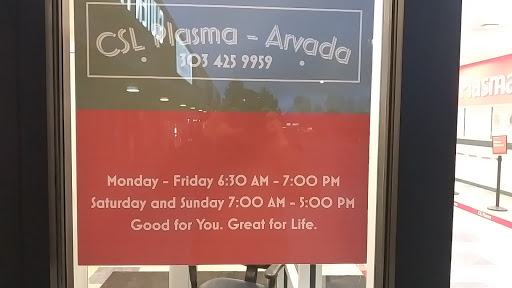 CSL Plasma - Arvada
303 425 9959
Plasma
Monday - Friday 6:30 AM - 7:00 PM
Saturday and Sunday 7:00 AM - 5:00 PM
Good for You. Great for Life.